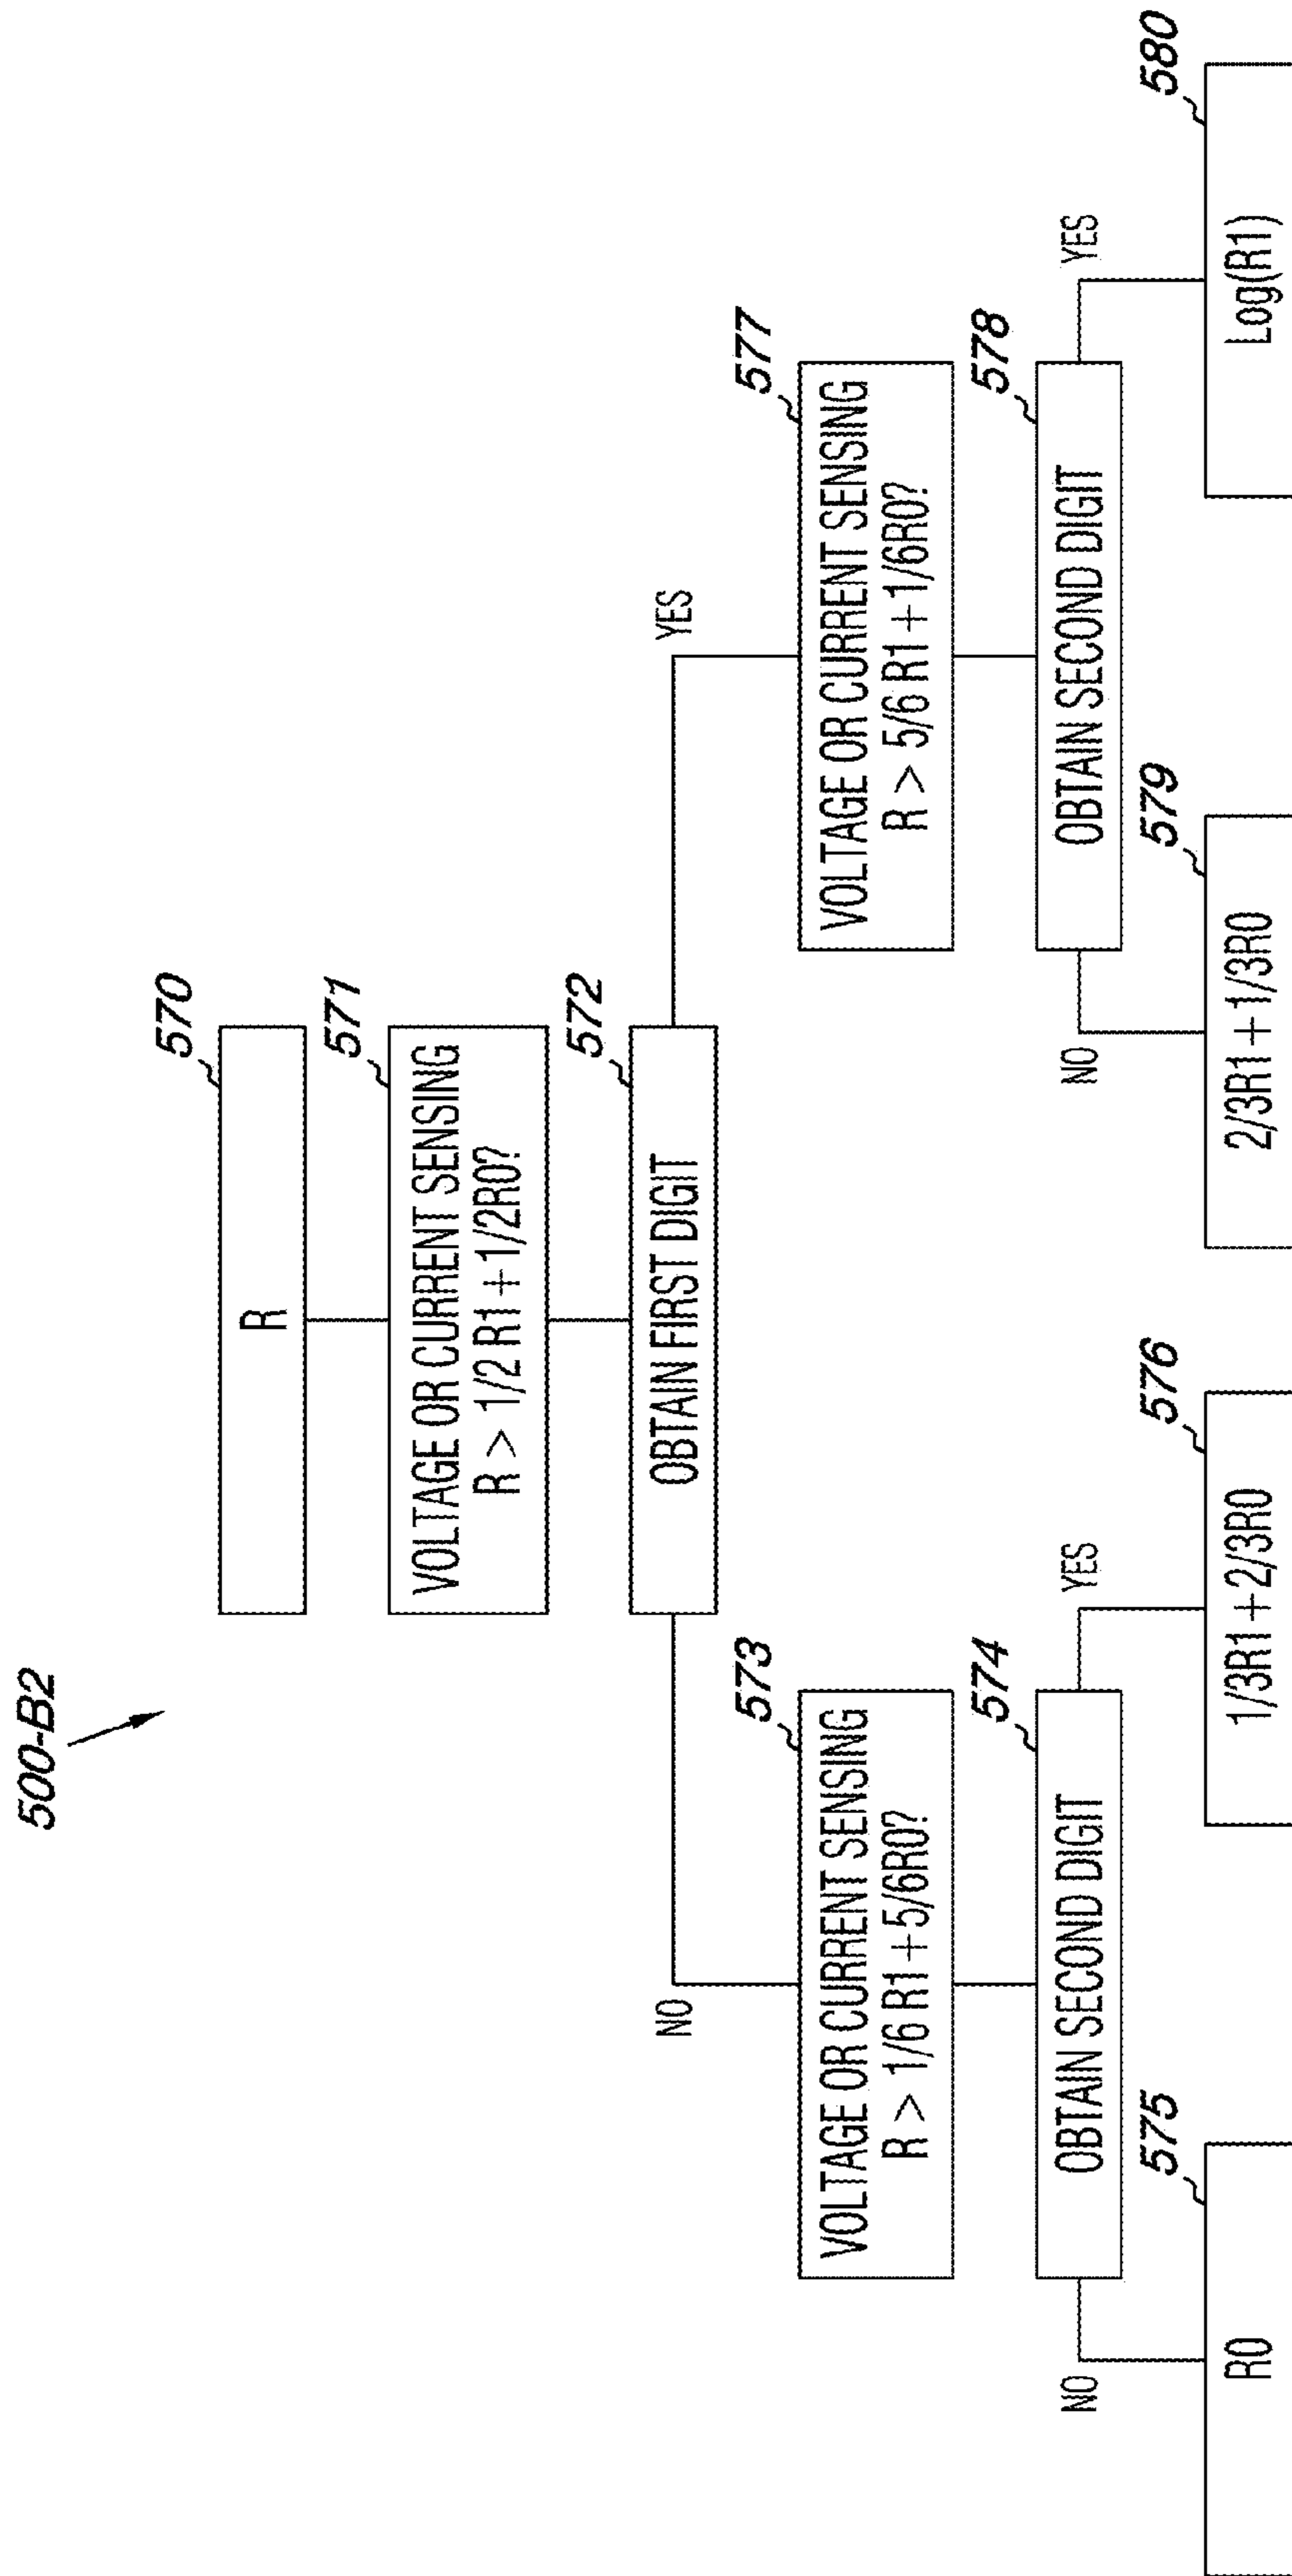 500-B2
570
R
571
VOLTAGE OR CURRENT SENSING
R > 1/2 R1+1/2R0?
572
OBTAIN FIRST DIGIT
NO
YES
573
VOLTAGE OR CURRENT SENSING
R > 1/6 R1+5/6R0?
574
OBTAIN SECOND DIGIT
NO
YES
575
R0
576
1/3R1+2/3R0
577
VOLTAGE OR CURRENT SENSING
R > 5/6 R1+1/6R0?
578
OBTAIN SECOND DIGIT
NO
YES
579
2/3R1+1/3R0
580
Log(R1)